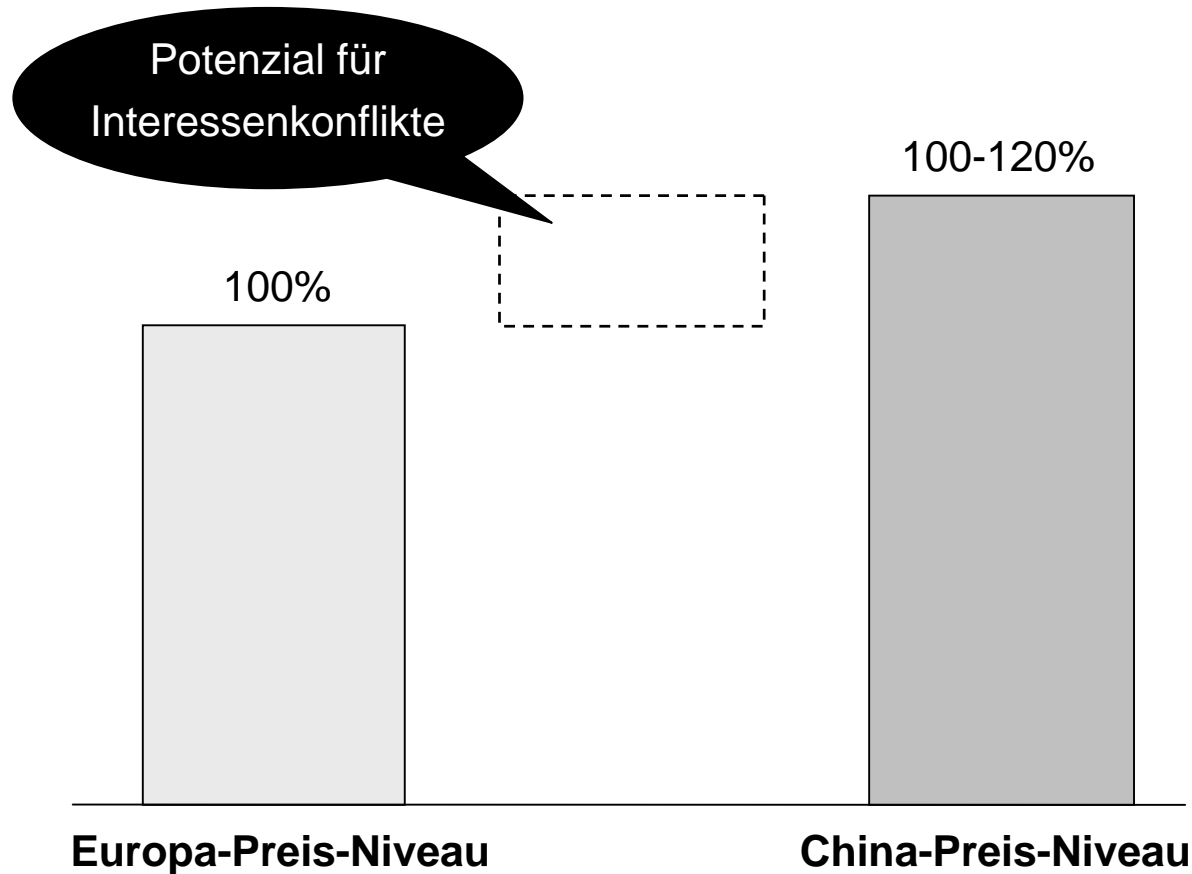 Potenzial für
Interessenkonflikte
100-120%
100%
Europa-Preis-Niveau
China-Preis-Niveau